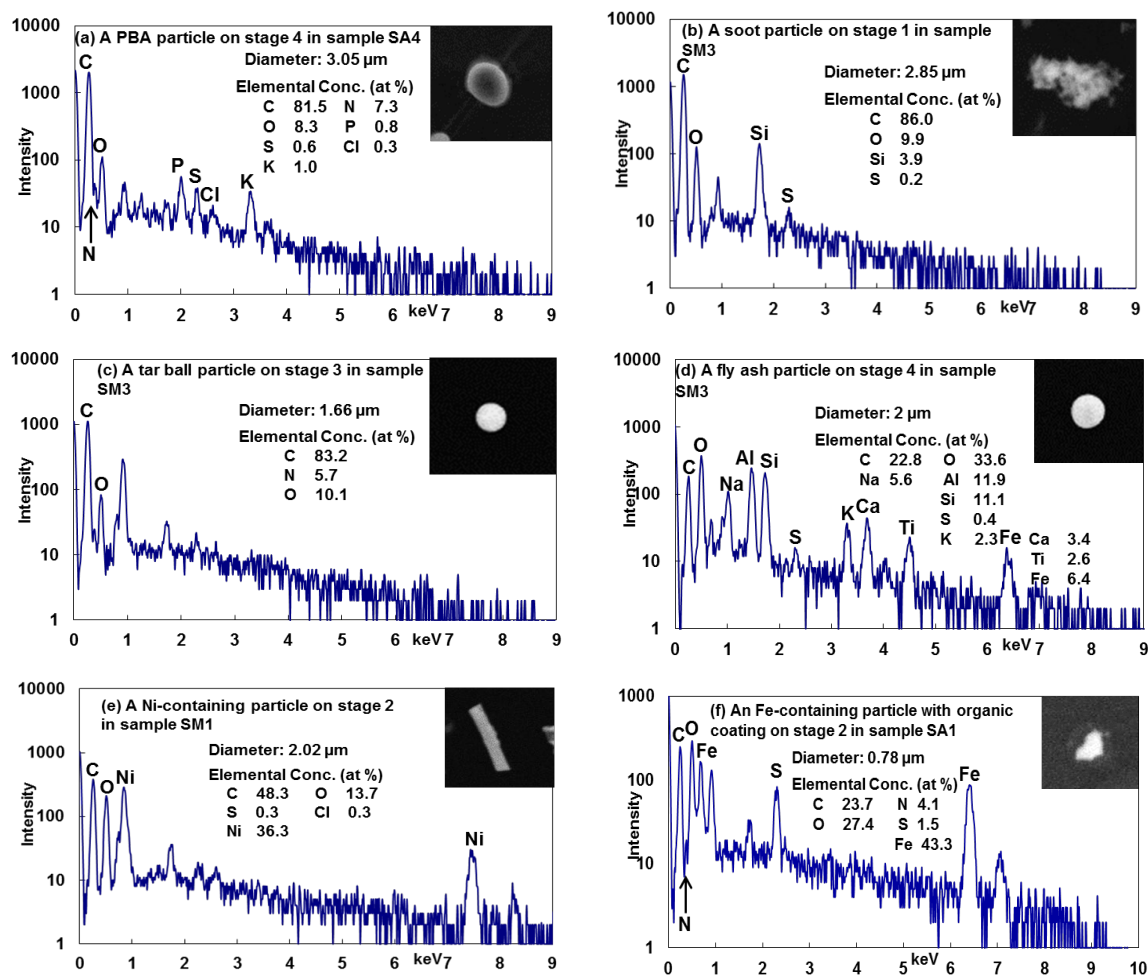 (a) A PBA particle on stage 4 in sample SA4
Diameter: 3.05 µm
Elemental Conc. (at %)
C 81.5 N 7.3
O 8.3 P 0.8
S 0.6 Cl 0.3
K 1.0
10000
1000
100
10
1
Intensity
C
O
N
P
S
Cl
K
0 1 2 3 4 5 6 keV 7 8 9
(b) A soot particle on stage 1 in sample
SM3
Diameter: 2.85 µm
Elemental Conc. (at %)
C 86.0
O 9.9
Si 3.9
S 0.2
10000
1000
100
10
1
Intensity
C
O
Si
S
0 1 2 3 4 5 6 keV 7 8 9
(c) A tar ball particle on stage 3 in sample
SM3
Diameter: 1.66 µm
Elemental Conc. (at %)
C 83.2
N 5.7
O 10.1
10000
1000
100
10
1
Intensity
C
O
0 1 2 3 4 5 6 keV 7 8 9
(d) A fly ash particle on stage 4 in sample
SM3
Diameter: 2 µm
Elemental Conc. (at %)
C 22.8 O 33.6
Na 5.6 Al 11.9
Si 11.1
S 0.4
K 2.3
Ca 3.4
Ti 2.6
Fe 6.4
10000
1000
100
10
1
Intensity
C
O
Na
Al
Si
S
K
Ca
Ti
Fe
0 1 2 3 4 5 6 keV 7 8 9
(e) A Ni-containing particle on stage 2
in sample SM1
Diameter: 2.02 µm
Elemental Conc. (at %)
C 48.3 O 13.7
S 0.3 Cl 0.3
Ni 36.3
10000
1000
100
10
1
Intensity
C
O
Ni
Ni
0 1 2 3 4 5 6 keV 7 8 9
(f) An Fe-containing particle with organic
coating on stage 2 in sample SA1
Diameter: 0.78 µm
Elemental Conc. (at %)
C 23.7 N 4.1
O 27.4 S 1.5
Fe 43.3
1000
100
10
1
Intensity
C
O
Fe
N
S
Fe
0 1 2 3 4 5 6 keV 7 8 9 10